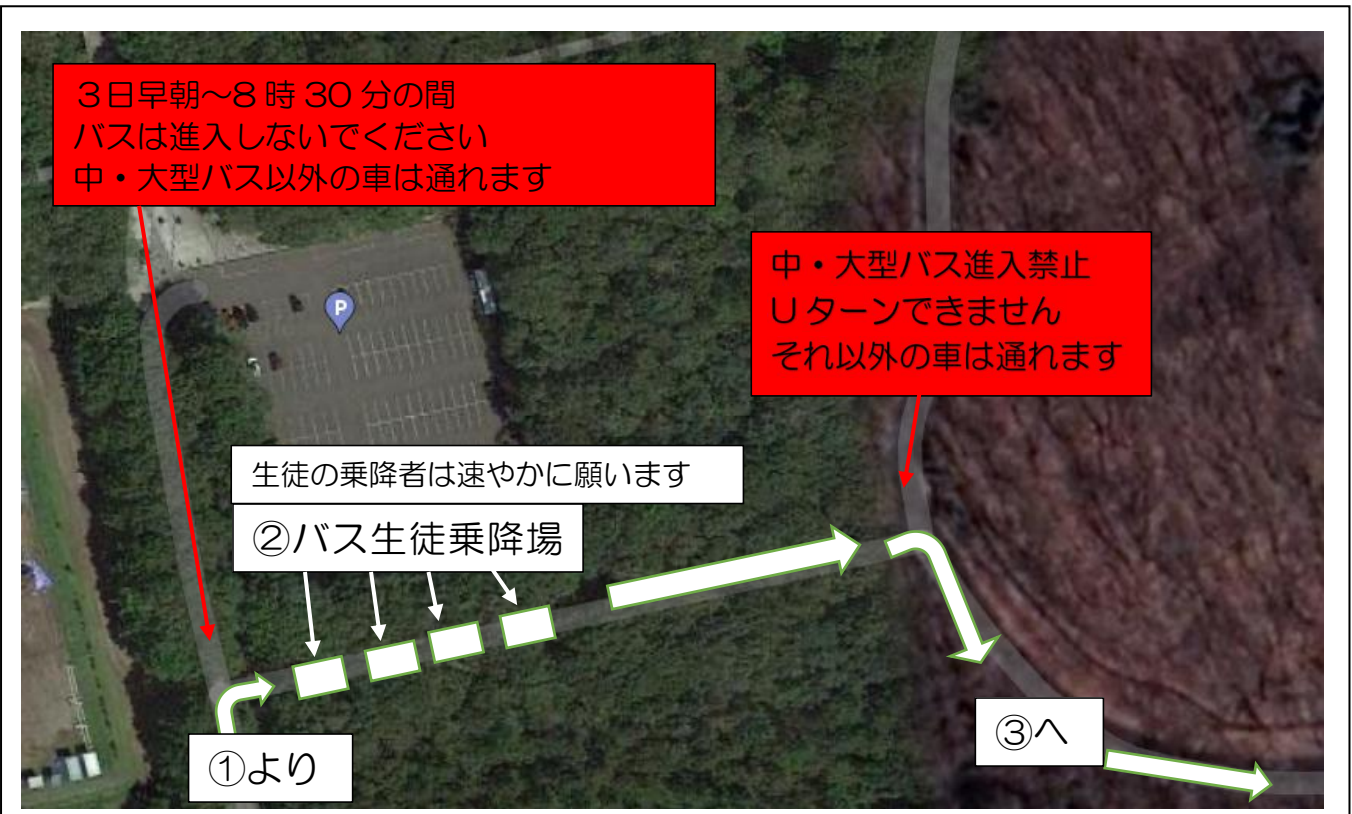 3日早朝～8時30分の間
バスは進入しないでください
中・大型バス以外の車は通れます
P
中・大型バス進入禁止
Uターンできません
それ以外の車は通れます
生徒の乗降者は速やかに願います
②バス生徒乗降場
①より
③へ